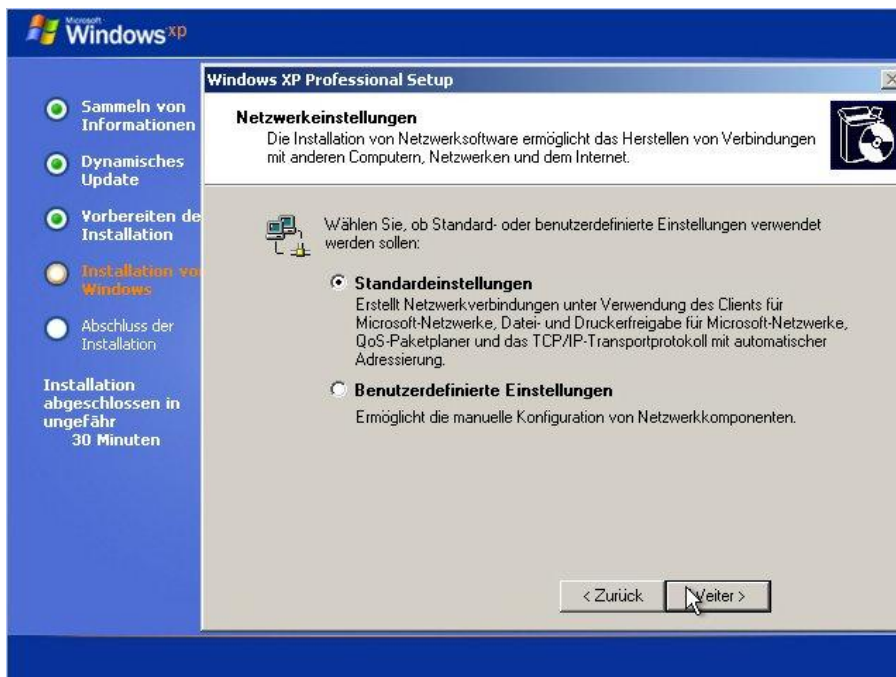 Microsoft
Windows xp
Sammeln von
Informationen
Dynamisches
Update
Vorbereiten de
Installation
Installation vo
Windows
Abschluss der
Installation
Installation
abgeschlossen in
ungefähr
30 Minuten
Windows XP Professional Setup
Netzwerkeinstellungen
Die Installation von Netzwerksoftware ermöglicht das Herstellen von Verbindungen
mit anderen Computern, Netzwerken und dem Internet.
Wählen Sie, ob Standard- oder benutzerdefinierte Einstellungen verwendet
werden sollen:
Standardeinstellungen
Erstellt Netzwerkverbindungen unter Verwendung des Clients für
Microsoft-Netzwerke, Datei- und Druckerfreigabe für Microsoft-Netzwerke,
QoS-Paketplaner und das TCP/IP-Transportprotokoll mit automatischer
Adressierung.
Benutzerdefinierte Einstellungen
Ermöglicht die manuelle Konfiguration von Netzwerkkomponenten.
< Zurück
Weiter >